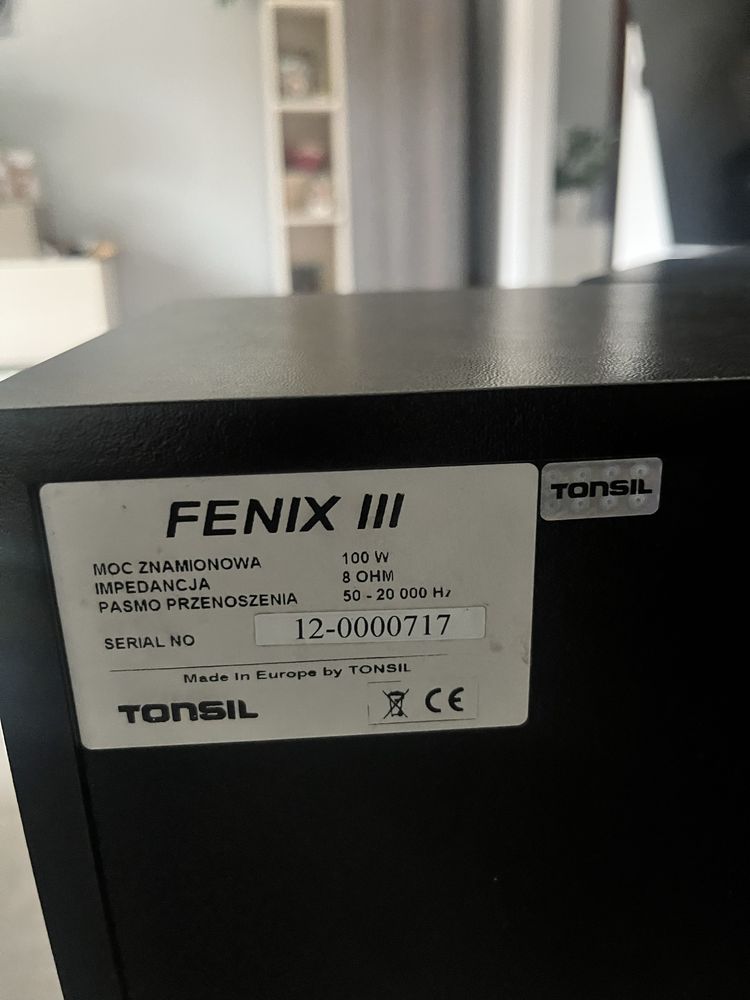 FENIX III
TONSIL
MOC ZNAMIONOWA 100 W
IMPEDANCJA 8 OHM
PASMO PRZENOSZENIA 50 - 20 000 Hz
SERIAL NO 12-0000717
Made In Europe by TONSIL
TONSIL CE